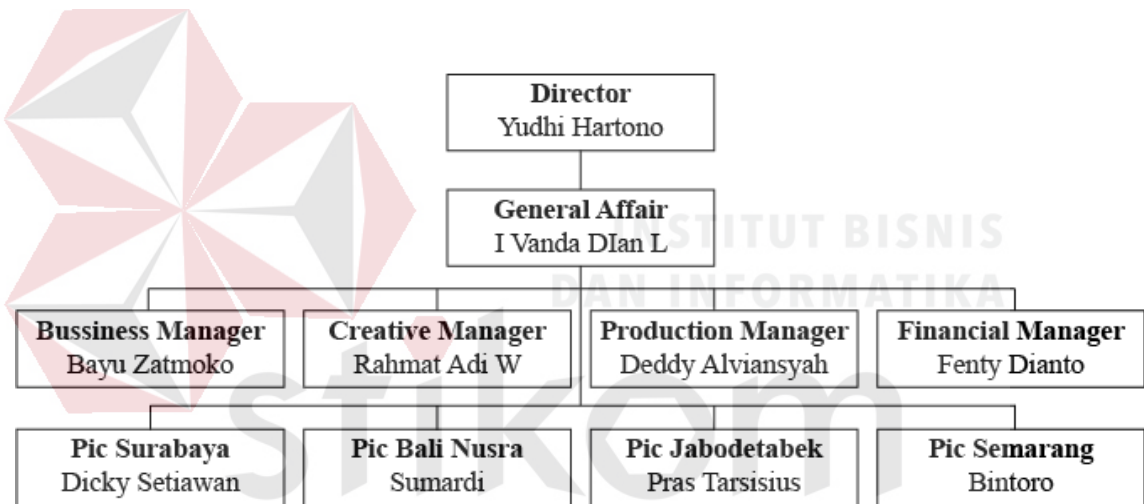 Director
Yudhi Hartono
General Affair
I Vanda DIan L
INSTITUT BISNIS
DAN INFORMATIKA
Bussiness Manager
Bayu Zatmoko
Creative Manager
Rahmat Adi W
Production Manager
Deddy Alviansyah
Financial Manager
Fenty Dianto
stikom
Pic Surabaya
Dicky Setiawan
Pic Bali Nusra
Sumardi
Pic Jabodetabek
Pras Tarsisius
Pic Semarang
Bintoro